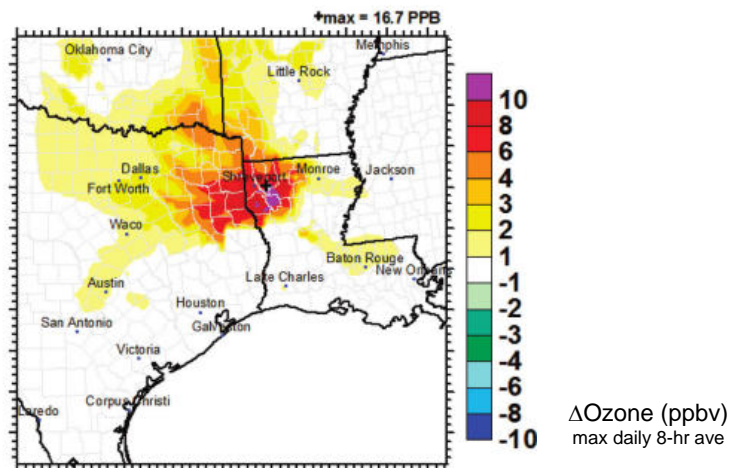 +max = 16.7 PPB
Oklahoma City
Memphis
Little Rock
Dallas
Fort Worth
Shreveport
Monroe
Jackson
Waco
Baton Rouge
New Orleans
Austin
Lake Charles
Houston
San Antonio
Galveston
Victoria
Corpus Christi
Laredo
10
8
6
4
3
2
1
-1
-2
-3
-4
-6
-8
-10
ΔOzone (ppbv)
max daily 8-hr ave